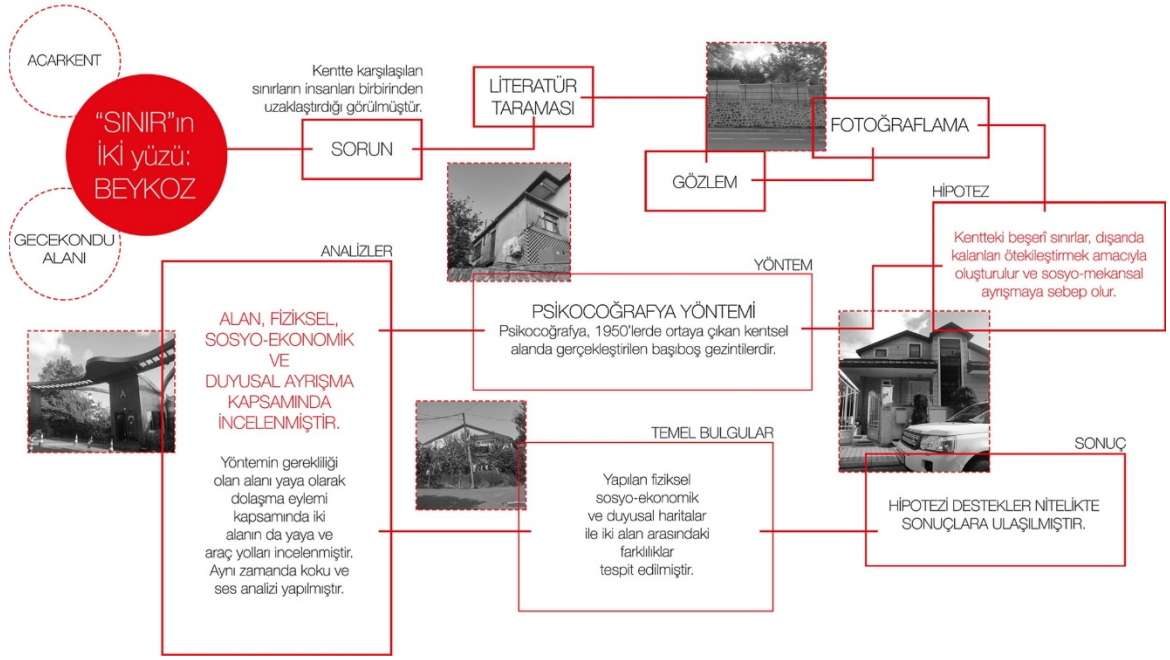 ACARKENT
"SINIR"ın
İKİ yüzü:
BEYKOZ
GECEKONDU
ALANI
Kentte karşılaşılan
sınırların insanları birbirinden
uzaklaştırdığı görülmüştür.
SORUN
LİTERATÜR
TARAMASI
GÖZLEM
FOTOĞRAFLAMA
HİPOTEZ
Kentteki beşerî sınırlar, dışarıda
kalanları ötekileştirmek amacıyla
oluşturulur ve sosyo-mekansal
ayrışmaya sebep olur.
YÖNTEM
PSİKOCOĞRAFYA YÖNTEMİ
Psikocoğrafya, 1950'lerde ortaya çıkan kentsel
alanda gerçekleştirilen başıboş gezintilerdir.
ANALİZLER
ALAN, FİZİKSEL,
SOSYO-EKONOMİK
VE
DUYUSAL AYRIŞMA
KAPSAMINDA
İNCELENMİŞTİR.
Yöntemin gerekliliği
olan alanı yaya olarak
dolaşma eylemi
kapsamında iki
alanın da yaya ve
araç yolları incelenmiştir.
Aynı zamanda koku ve
ses analizi yapılmıştır.
TEMEL BULGULAR
Yapılan fiziksel
sosyo-ekonomik
ve duyusal haritalar
ile iki alan arasındaki
farklılıklar
tespit edilmiştir.
SONUÇ
HİPOTEZİ DESTEKLER NİTELİKTE
SONUÇLARA ULAŞILMIŞTIR.